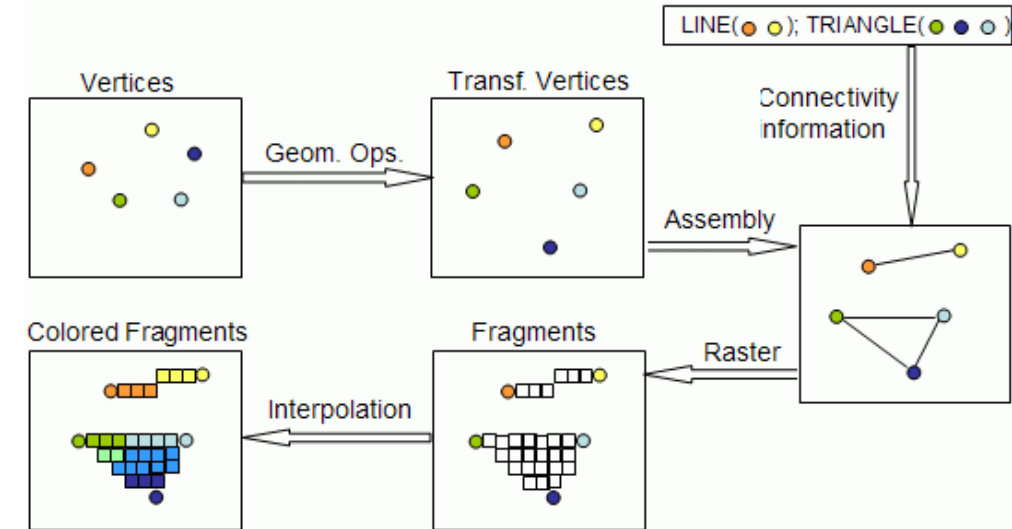 LINE( ); TRIANGLE( )
Vertices
Transf. Vertices
Connectivity
information
Geom. Ops.
Assembly
Colored Fragments
Fragments
Raster
Interpolation